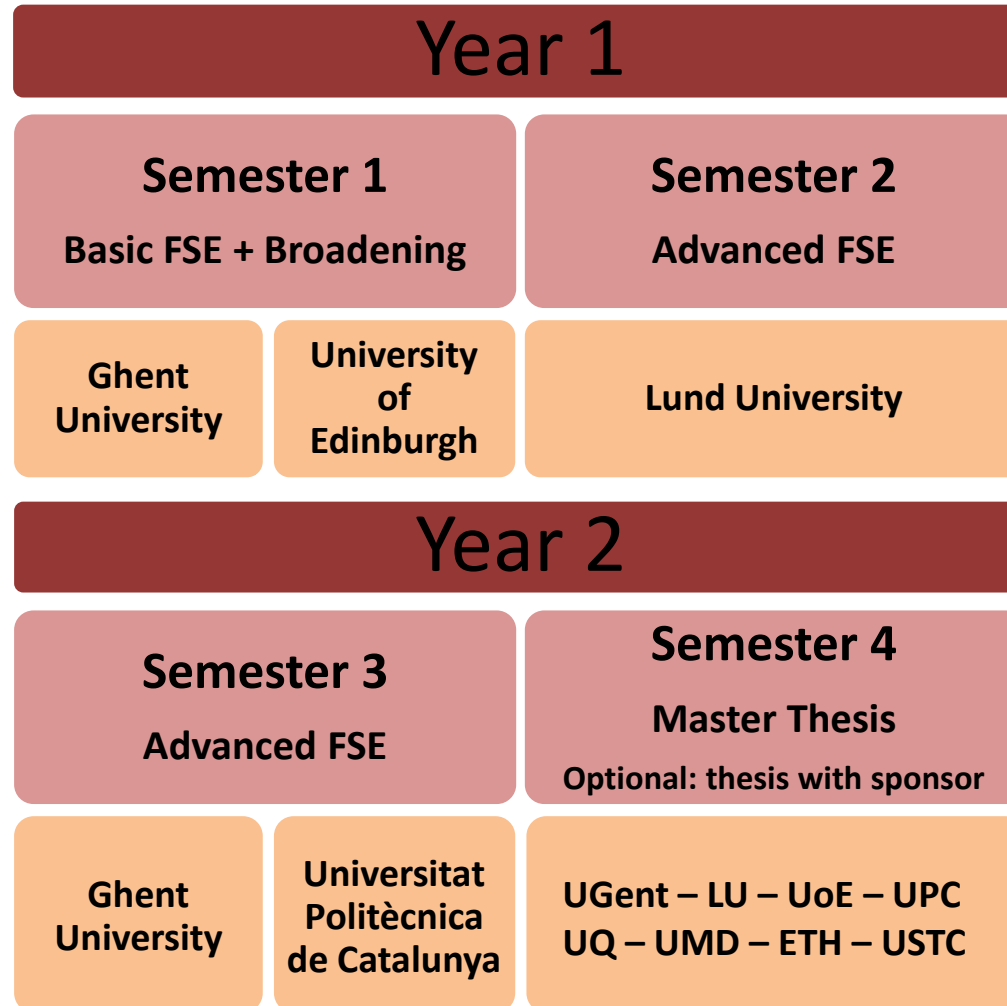 Year 1
Semester 1
Basic FSE + Broadening
Semester 2
Advanced FSE
Ghent
University
University
of
Edinburgh
Lund University
Year 2
Semester 3
Advanced FSE
Semester 4
Master Thesis
Optional: thesis with sponsor
Ghent
University
Universitat
Politècnica
de Catalunya
UGent – LU – UoE – UPC
UQ – UMD – ETH – USTC